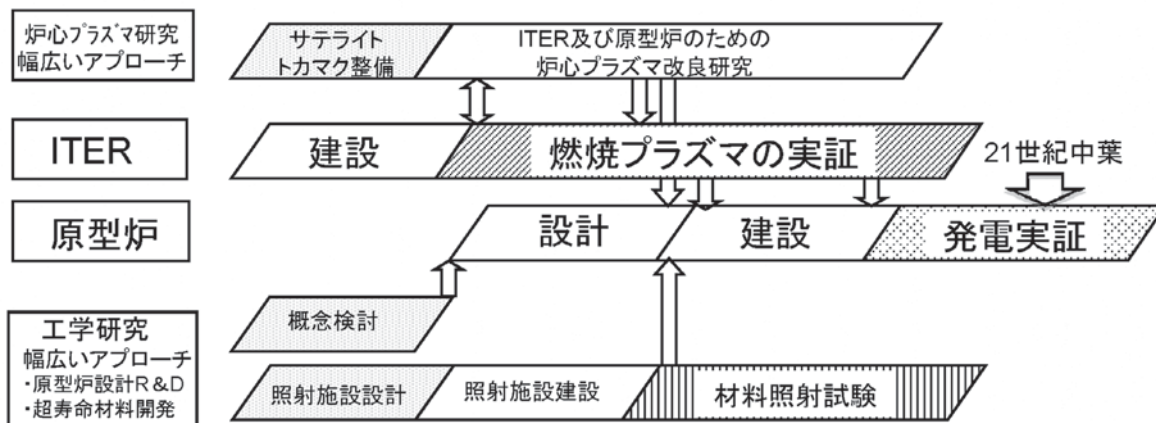 炉心プラズマ研究
幅広いアプローチ
サテライト
トカマク整備
ITER及び原型炉のための
炉心プラズマ改良研究
ITER
建設
燃焼プラズマの実証
21世紀中葉
原型炉
設計
建設
発電実証
工学研究
幅広いアプローチ
・原型炉設計R&D
・超寿命材料開発
概念検討
照射施設設計
照射施設建設
材料照射試験